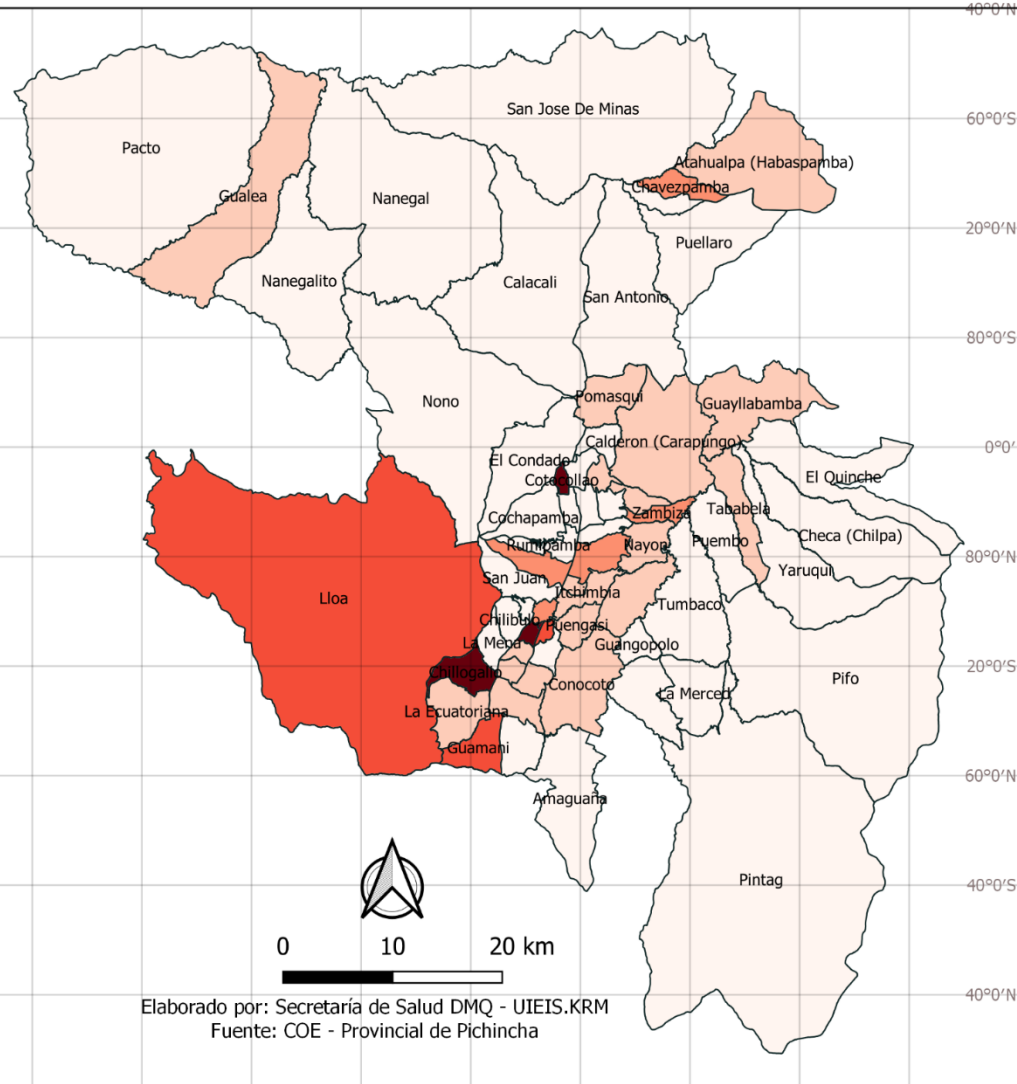 40°0'N
San Jose De Minas
60°0'S
Pacto
Atahualpa (Habaspamba)
Chavezpamba
Gualea
Nanegal
20°0'N
Puellaro
Nanegalito
Calacali
San Antonio
80°0'S
Pomasqui
Nono
Guayllabamba
Calderon (Carapungo)
0°0'
El Condado
Cotocollao
El Quinche
Tababela
Cochapamba
Zambiza
Checa (Chilpa)
Rumipamba
Nayon
Puembo
80°0'S
San Juan
Yaruqui
Itchimbia
Lloa
Tumbaco
Chilibulo
Puengasi
La Mena
Guangopolo
20°0'S
Chillogallo
Conocoto
La Merced
Pifo
La Ecuatoriana
Guamani
60°0'N
Amaguaña
Pintag
40°0'S
0 10 20 km
40°0'N
Elaborado por: Secretaría de Salud DMQ - UIEIS.KRM
Fuente: COE - Provincial de Pichincha